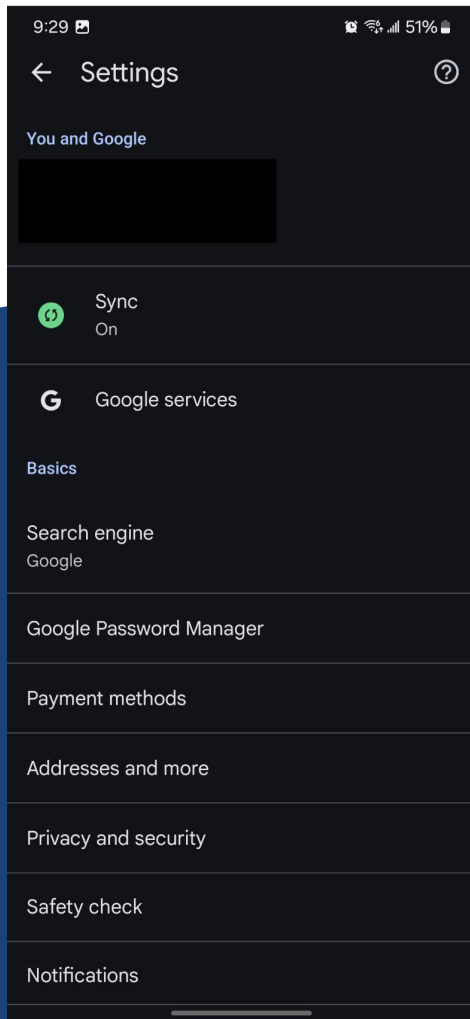 9:29 51%
Settings
You and Google
Sync
On
Google services
Basics
Search engine
Google
Google Password Manager
Payment methods
Addresses and more
Privacy and security
Safety check
Notifications